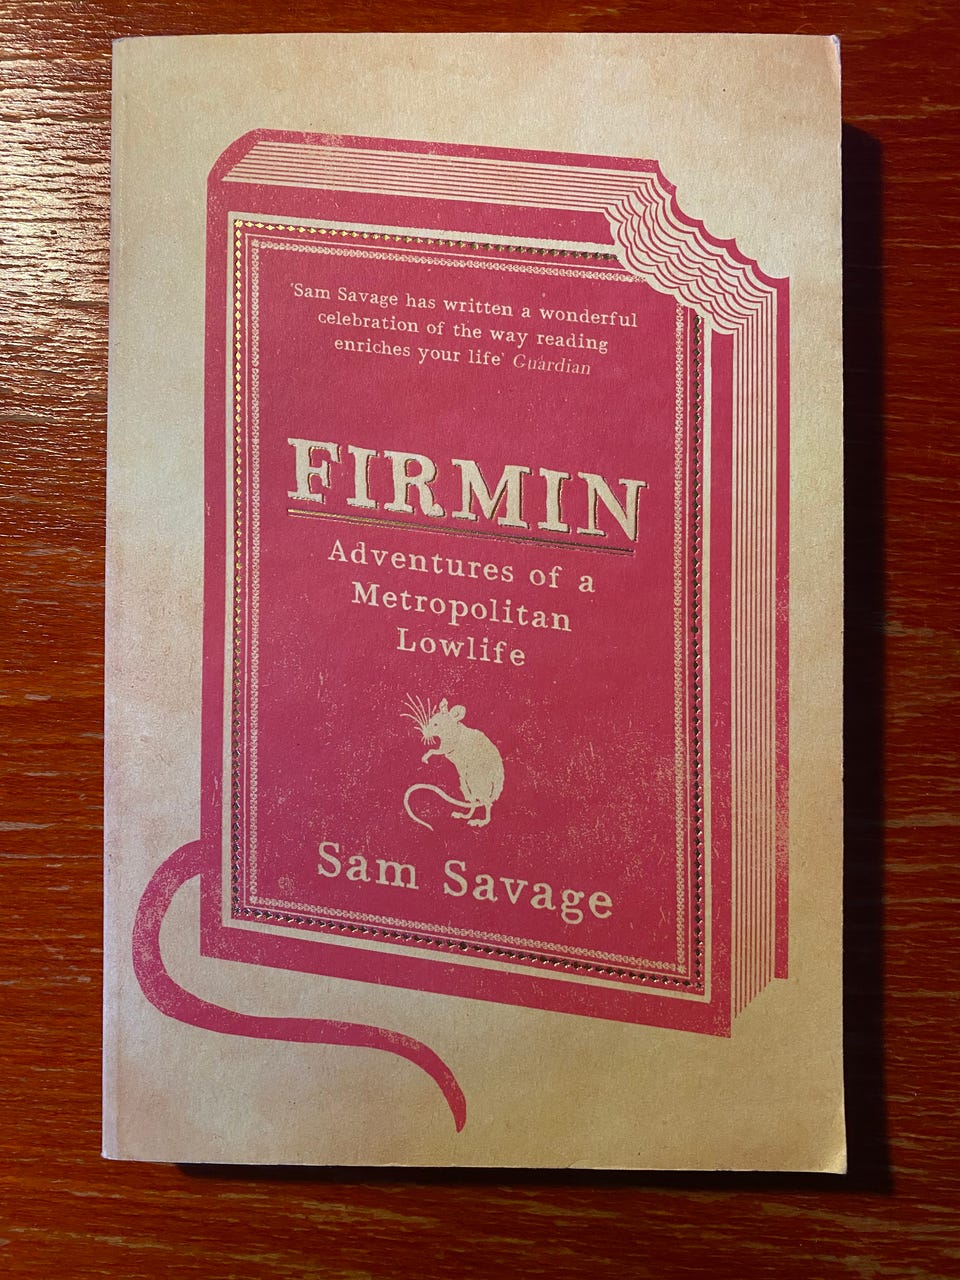 'Sam Savage has written a wonderful
celebration of the way reading
enriches your life' Guardian
FIRMIN
Adventures of a
Metropolitan
Lowlife
Sam Savage